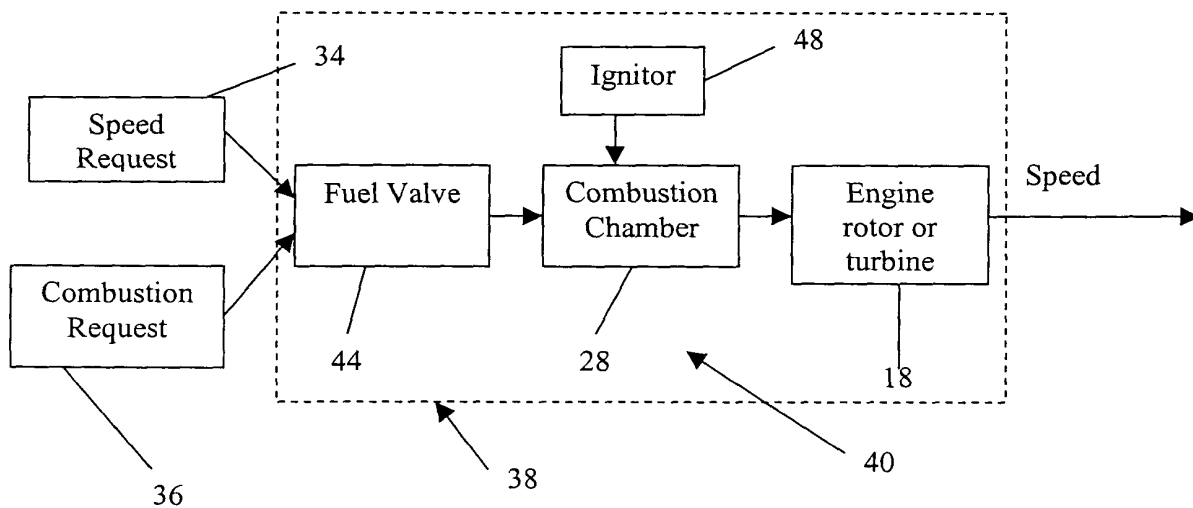 34
48
Ignitor
Speed
Request
Fuel Valve
Combustion
Chamber
Engine
rotor or
turbine
Speed
Combustion
Request
44
28
18
36
38
40